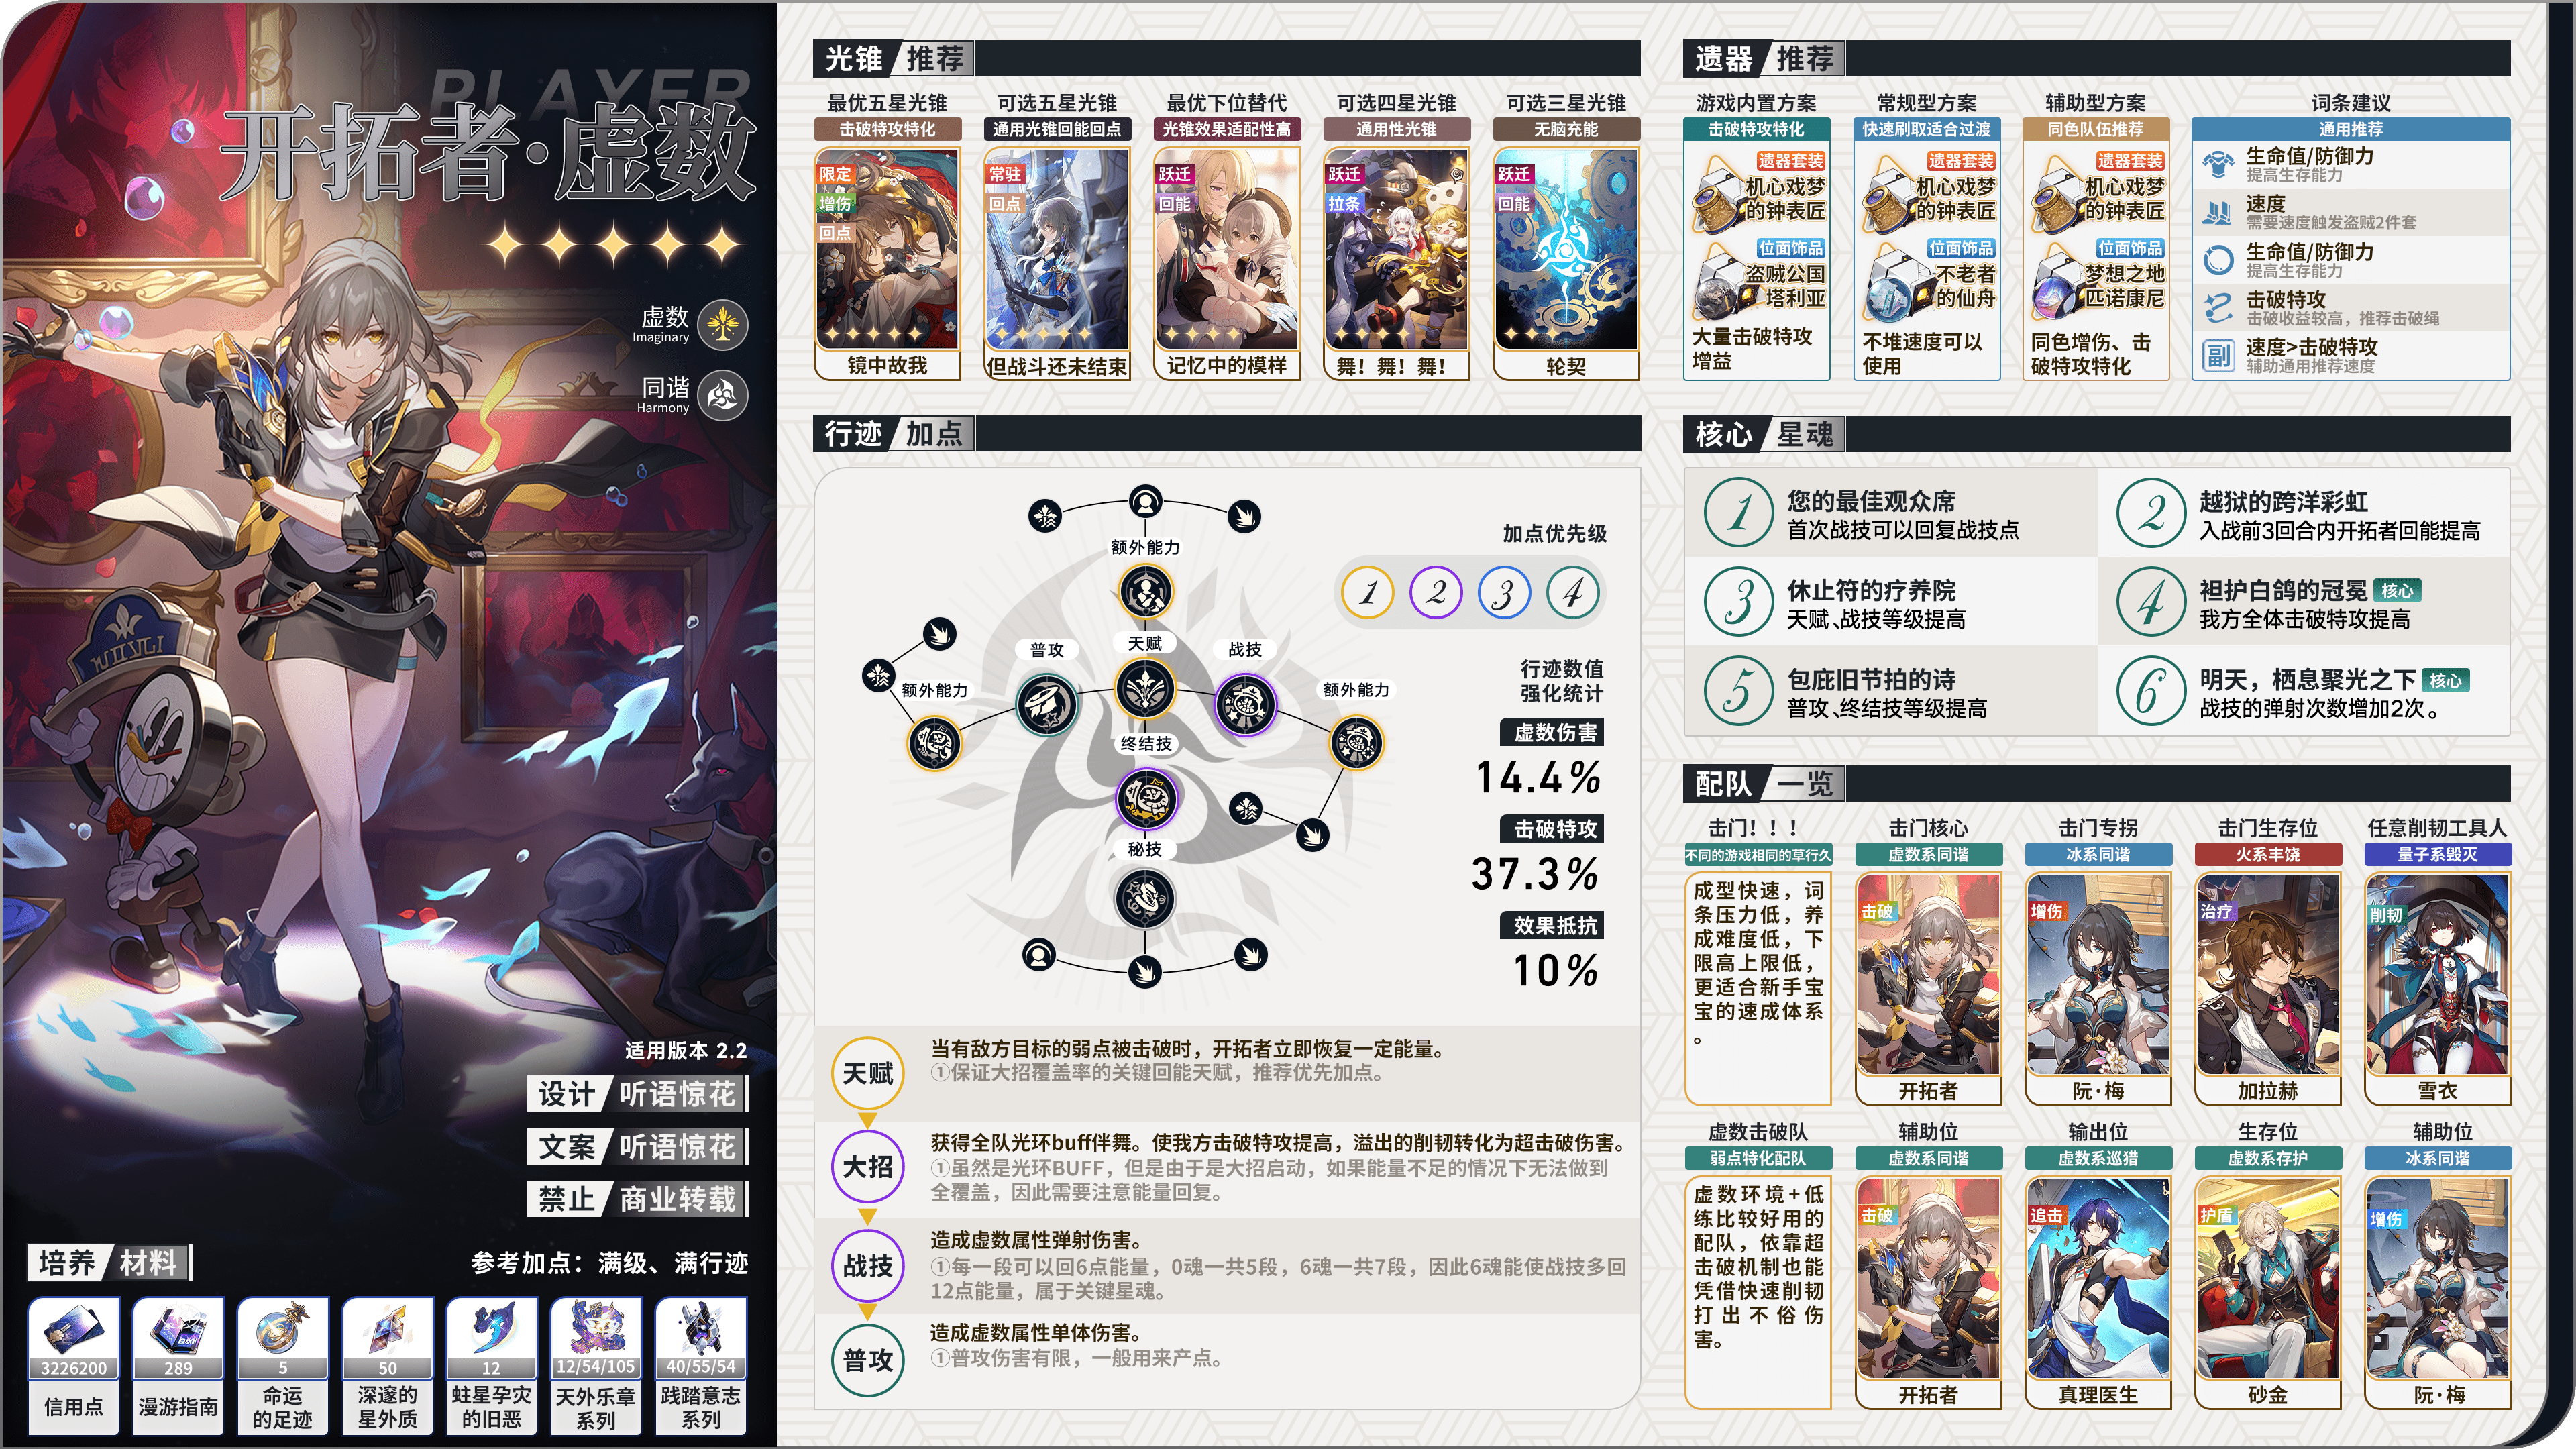 PLAYER
开拓者·虚数
虚数
Imaginary
同谐
Harmony
适用版本 2.2
设计 听语惊花
文案 听语惊花
禁止 商业转载
培养 材料
参考加点：满级、满行迹
3226200
信用点
289
漫游指南
5
命运
的足迹
50
深邃的
星外质
12
蛀星孕灾
的旧恶
12/54/105
天外乐章
系列
40/55/54
践踏意志
系列
光锥 推荐
最优五星光锥
击破特攻特化
限定
增伤
回点
镜中故我
可选五星光锥
通用光锥回能回点
常驻
回点
但战斗还未结束
最优下位替代
光锥效果适配性高
跃迁
回能
记忆中的模样
可选四星光锥
通用性光锥
跃迁
拉条
舞！舞！舞！
可选三星光锥
无脑充能
跃迁
回能
轮契
行迹 加点
额外能力
天赋
普攻
战技
额外能力
额外能力
终结技
秘技
加点优先级
1 2 3 4
行迹数值
强化统计
虚数伤害
14.4%
击破特攻
37.3%
效果抵抗
10%
天赋
当有敌方目标的弱点被击破时，开拓者立即恢复一定能量。
①保证大招覆盖率的关键回能天赋，推荐优先加点。
大招
获得全队光环buff伴舞。使我方击破特攻提高，溢出的削韧转化为超击破伤害。
①虽然是光环BUFF，但是由于是大招启动，如果能量不足的情况下无法做到
全覆盖，因此需要注意能量回复。
战技
造成虚数属性弹射伤害。
①每一段可以回6点能量，0魂一共5段，6魂一共7段，因此6魂能使战技多回
12点能量，属于关键星魂。
普攻
造成虚数属性单体伤害。
①普攻伤害有限，一般用来产点。
遗器 推荐
游戏内置方案
击破特攻特化
遗器套装
机心戏梦
的钟表匠
位面饰品
盗贼公国
塔利亚
大量击破特攻
增益
常规型方案
快速刷取适合过渡
遗器套装
机心戏梦
的钟表匠
位面饰品
不老者
的仙舟
不堆速度可以
使用
辅助型方案
同色队伍推荐
遗器套装
机心戏梦
的钟表匠
位面饰品
梦想之地
匹诺康尼
同色增伤、击
破特攻特化
词条建议
通用推荐
生命值/防御力
提高生存能力
速度
需要速度触发盗贼2件套
生命值/防御力
提高生存能力
击破特攻
击破收益较高，推荐击破绳
副
速度>击破特攻
辅助通用推荐速度
核心 星魂
1
您的最佳观众席
首次战技可以回复战技点
2
越狱的跨洋彩虹
入战前3回合内开拓者回能提高
3
休止符的疗养院
天赋、战技等级提高
4
袒护白鸽的冠冕 核心
我方全体击破特攻提高
5
包庇旧节拍的诗
普攻、终结技等级提高
6
明天，栖息聚光之下 核心
战技的弹射次数增加2次。
配队 一览
击门！！！
不同的游戏相同的草行久
成型快速，词
条压力低，养
成难度低，下
限高上限低，
更适合新手宝
宝的速成体系
。
击门核心
虚数系同谐
击破
开拓者
击门专拐
冰系同谐
增伤
阮·梅
击门生存位
火系丰饶
治疗
加拉赫
任意削韧工具人
量子系毁灭
削韧
雪衣
虚数击破队
弱点特化配队
虚数环境+低
练比较好用的
配队，依靠超
击破机制也能
凭借快速削韧
打出不俗伤
害。
辅助位
虚数系同谐
击破
开拓者
输出位
虚数系巡猎
追击
真理医生
生存位
虚数系存护
护盾
砂金
辅助位
冰系同谐
增伤
阮·梅